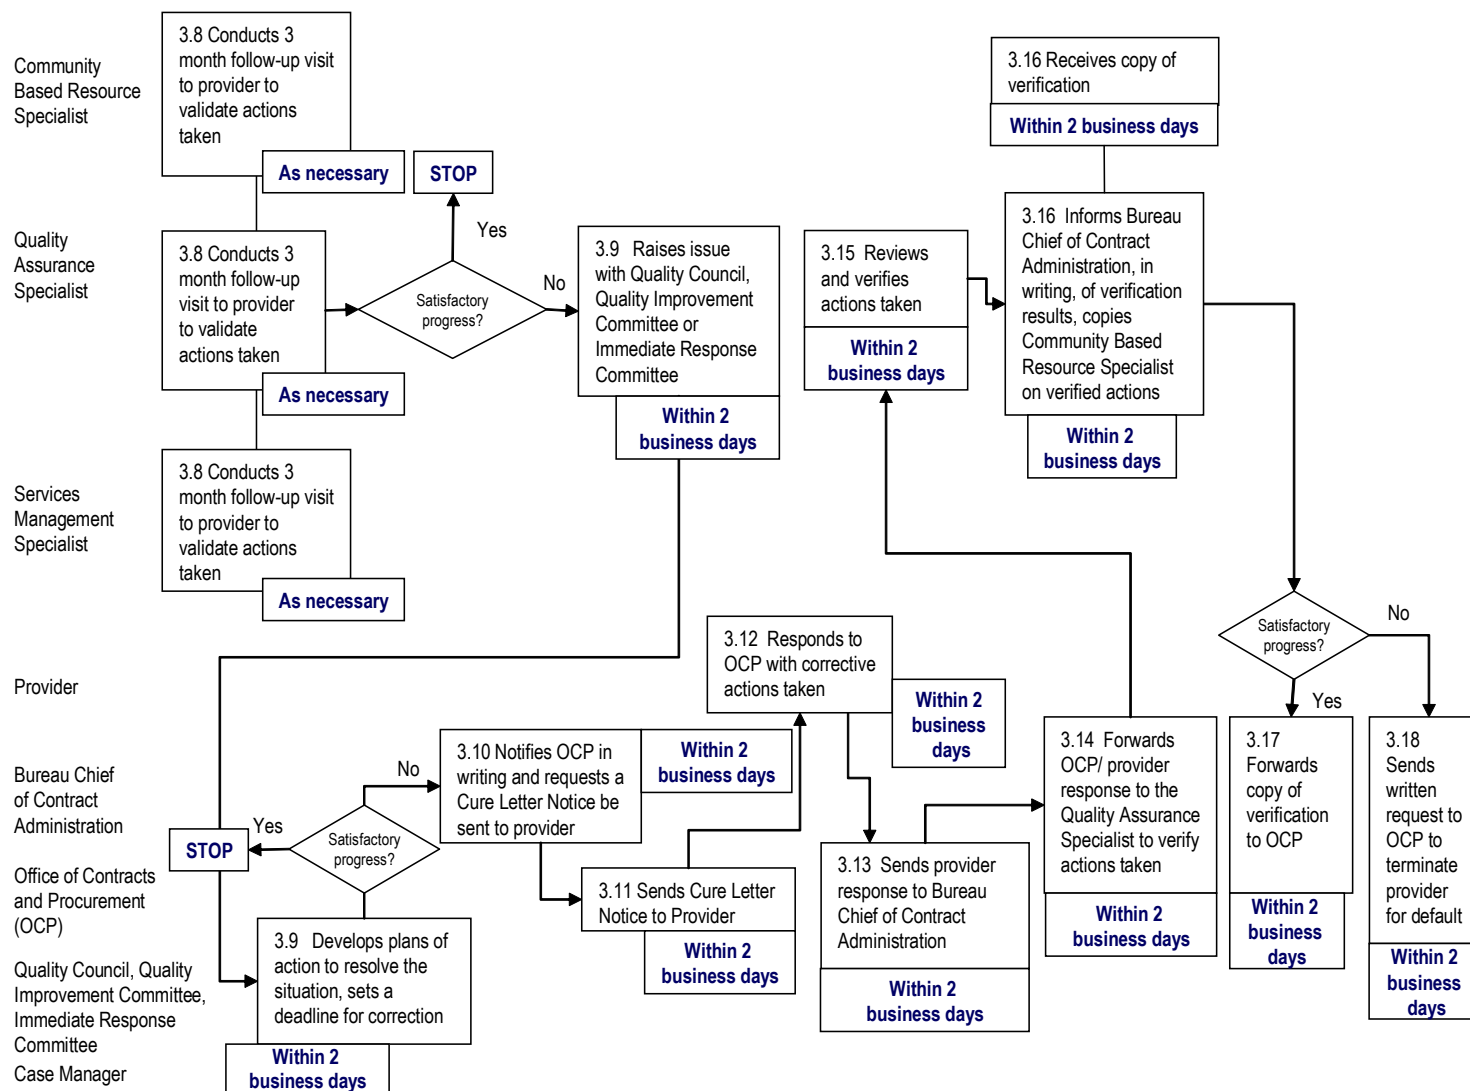 Community
Based Resource
Specialist
3.8 Conducts 3
month follow-up visit
to provider to
validate actions
taken
As necessary
STOP
Yes
Quality
Assurance
Specialist
3.8 Conducts 3
month follow-up
visit to provider
to validate
actions taken
As necessary
Satisfactory
progress?
No
3.9 Raises issue
with Quality Council,
Quality Improvement
Committee or
Immediate Response
Committee
Within 2
business days
Services
Management
Specialist
3.8 Conducts 3
month follow-up visit
to provider to
validate actions
taken
As necessary
3.16 Receives copy of
verification
Within 2 business days
3.15 Reviews
and verifies
actions taken
Within 2
business days
3.16 Informs Bureau
Chief of Contract
Administration, in
writing, of verification
results, copies
Community Based
Resource Specialist
on verified actions
Within 2
business days
Satisfactory
progress?
No
Yes
Provider
3.12 Responds to
OCP with corrective
actions taken
Within 2
business
days
Bureau Chief
of Contract
Administration
STOP
Yes
Satisfactory
progress?
No
3.10 Notifies OCP in
writing and requests a
Cure Letter Notice be
sent to provider
Within 2
business days
3.14 Forwards
OCP/ provider
response to the
Quality Assurance
Specialist to verify
actions taken
Within 2
business days
3.17
Forwards
copy of
verification
to OCP
Within 2
business
days
3.18
Sends
written
request to
OCP to
terminate
provider
for default
Within 2
business
days
Office of Contracts
and Procurement
(OCP)
3.11 Sends Cure Letter
Notice to Provider
Within 2
business days
3.13 Sends provider
response to Bureau
Chief of Contract
Administration
Within 2
business days
Quality Council, Quality
Improvement Committee,
Immediate Response
Committee
3.9 Develops plans of
action to resolve the
situation, sets a
deadline for correction
Within 2
business days
Case Manager